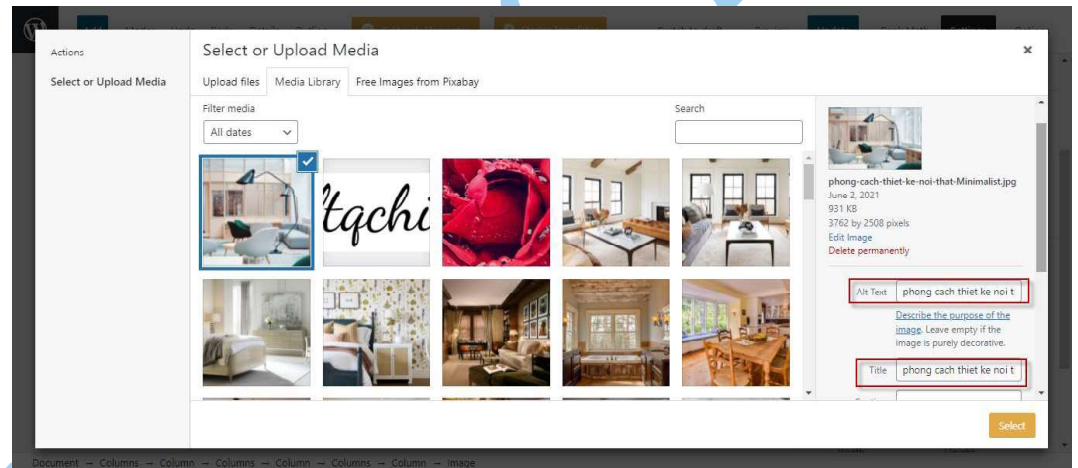 Actions
Select or Upload Media
Select or Upload Media
Upload files Media Library Free Images from Pixabay
Filter media
All dates
Search
tqchi
phong-cach-thiet-ke-noi-that-Minimalist.jpg
June 2, 2021
931 KB
3762 by 2508 pixels
Edit Image
Delete permanently
Alt Text phong cach thiet ke noi t
Describe the purpose of the
image. Leave empty if the
image is purely decorative.
Title phong cach thiet ke noi t
Select
Document → Columns → Column → Columns → Column → Columns → Column → Image